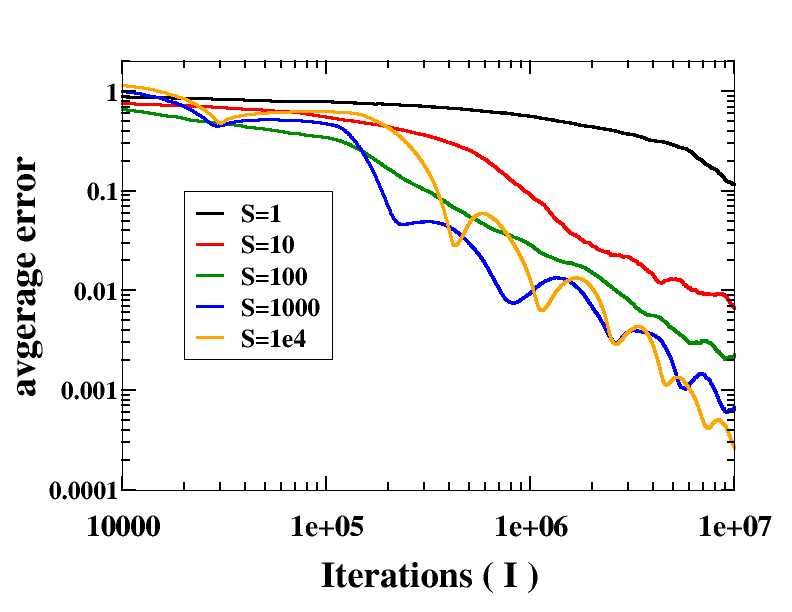 avgerage error
1
0.1
0.01
0.001
0.0001
S=1
S=10
S=100
S=1000
S=1e4
10000 1e+05 1e+06 1e+07
Iterations ( I )